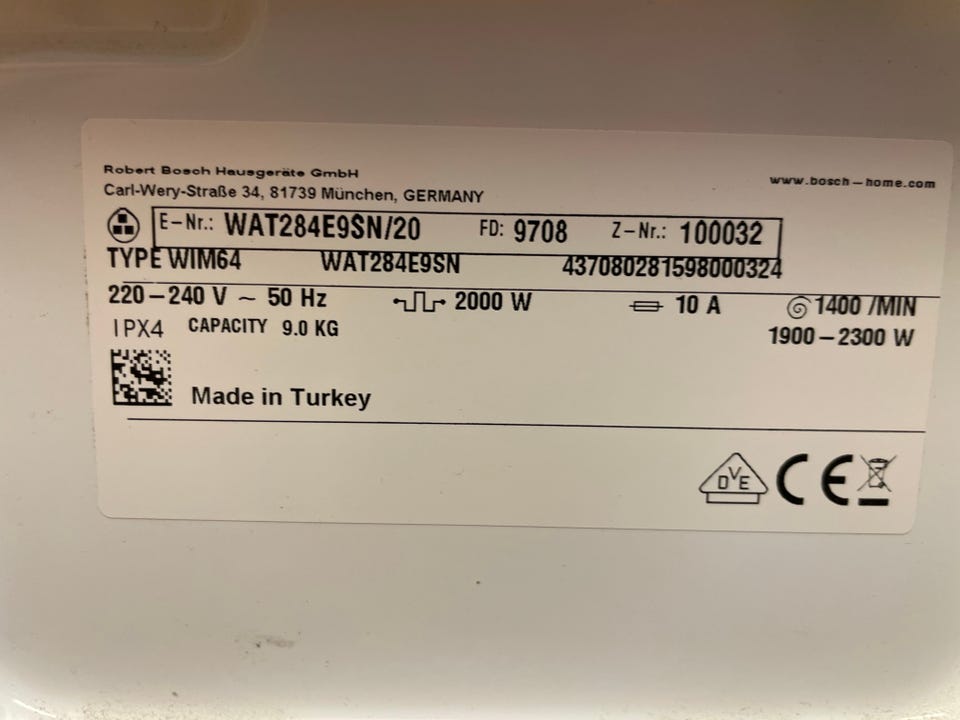 Robert Bosch Hausgeräte GmbH
www.bosch-home.com
Carl-Wery-Straße 34, 81739 München, GERMANY
E-Nr.: WAT284E9SN/20 FD: 9708 Z-Nr.: 100032
TYPE WIM64 WAT284E9SN 437080281598000324
220-240 V ~ 50 Hz 2000 W 10 A 1400 /MIN
IPX4 CAPACITY 9.0 KG 1900-2300 W
Made in Turkey
DVE CE